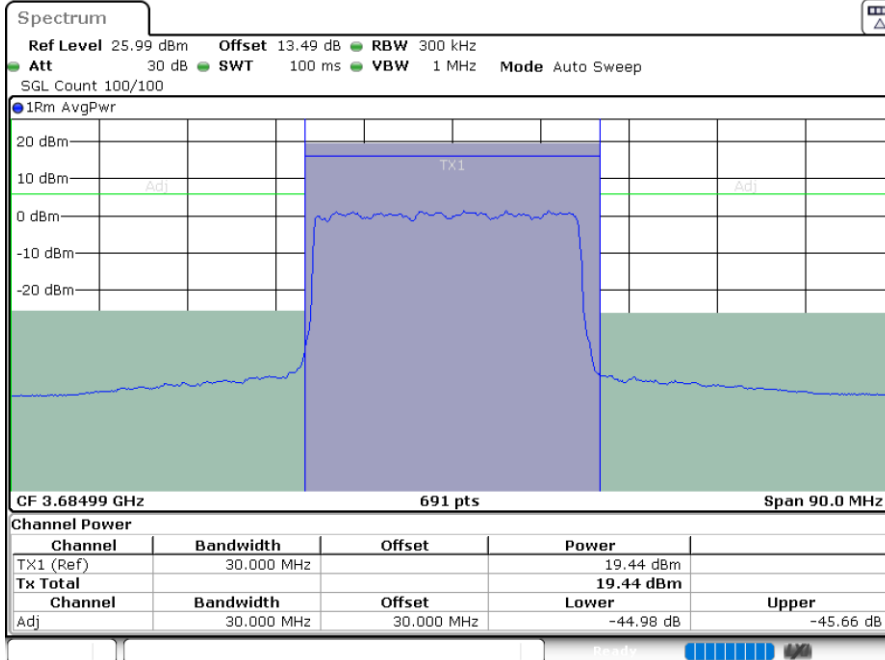 Spectrum
Ref Level 25.99 dBm Offset 13.49 dB RBW 300 kHz
Att 30 dB SWT 100 ms VBW 1 MHz Mode Auto Sweep
SGL Count 100/100
1Rm AvgPwr
20 dBm
TX1
10 dBm
Adj Adj
0 dBm
-10 dBm
-20 dBm
CF 3.68499 GHz 691 pts Span 90.0 MHz
Channel Power
Channel Bandwidth Offset Power
TX1 (Ref) 30.000 MHz 19.44 dBm
Tx Total 19.44 dBm
Channel Bandwidth Offset Lower Upper
Adj 30.000 MHz 30.000 MHz -44.98 dB -45.66 dB
Ready